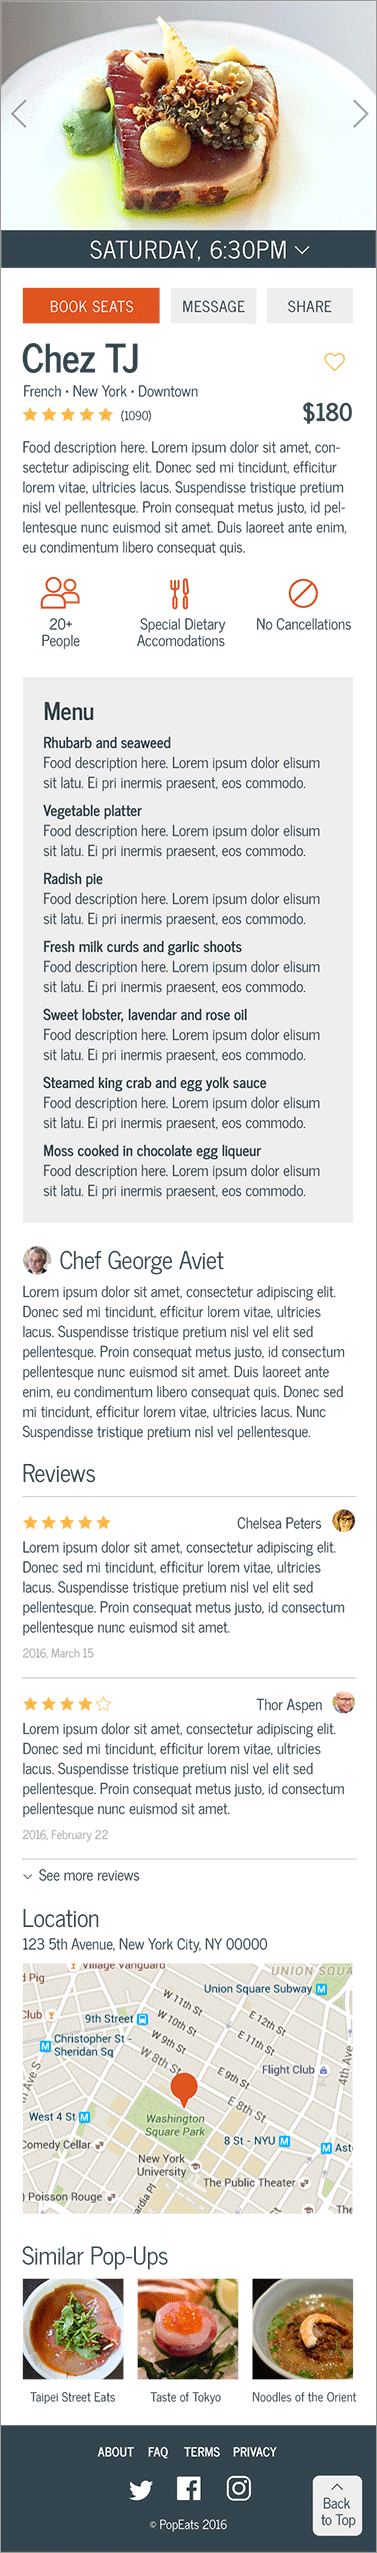 SATURDAY, 6:30PM
BOOK SEATS
MESSAGE
SHARE
Chez TJ
French • New York • Downtown
(1090)
$180
Food description here. Lorem ipsum dolor sit amet, con-
sectetur adipiscing elit. Donec sed mi tincidunt, efficitur
lorem vitae, ultricies lacus. Suspendisse tristique pretium
nisl vel pellentesque. Proin consequat metus justo, id pel-
lentesque nunc euismod sit amet. Duis laoreet ante enim,
eu condimentum libero consequat quis.
20+
People
Special Dietary
Accomodations
No Cancellations
Menu
Rhubarb and seaweed
Food description here. Lorem ipsum dolor elisum
sit latu. Ei pri inermis praesent, eos commodo.
Vegetable platter
Food description here. Lorem ipsum dolor elisum
sit latu. Ei pri inermis praesent, eos commodo.
Radish pie
Food description here. Lorem ipsum dolor elisum
sit latu. Ei pri inermis praesent, eos commodo.
Fresh milk curds and garlic shoots
Food description here. Lorem ipsum dolor elisum
sit latu. Ei pri inermis praesent, eos commodo.
Sweet lobster, lavendar and rose oil
Food description here. Lorem ipsum dolor elisum
sit latu. Ei pri inermis praesent, eos commodo.
Steamed king crab and egg yolk sauce
Food description here. Lorem ipsum dolor elisum
sit latu. Ei pri inermis praesent, eos commodo.
Moss cooked in chocolate egg liqueur
Food description here. Lorem ipsum dolor elisum
sit latu. Ei pri inermis praesent, eos commodo.
Chef George Aviet
Lorem ipsum dolor sit amet, consectetur adipiscing elit.
Donec sed mi tincidunt, efficitur lorem vitae, ultricies
lacus. Suspendisse tristique pretium nisl vel elit sed
pellentesque. Proin consequat metus justo, id consectum
pellentesque nunc euismod sit amet. Duis laoreet ante
enim, eu condimentum libero consequat quis. Donec sed
mi tincidunt, efficitur lorem vitae, ultricies lacus. Nunc
Suspendisse tristique pretium nisl vel pellentesque.
Reviews
Chelsea Peters
Lorem ipsum dolor sit amet, consectetur adipiscing elit.
Donec sed mi tincidunt, efficitur lorem vitae, ultricies
lacus. Suspendisse tristique pretium nisl vel elit sed
pellentesque. Proin consequat metus justo, id consectum
pellentesque nunc euismod sit amet.
2016, March 15
Thor Aspen
Lorem ipsum dolor sit amet, consectetur adipiscing elit.
Donec sed mi tincidunt, efficitur lorem vitae, ultricies
lacus. Suspendisse tristique pretium nisl vel elit sed
pellentesque. Proin consequat metus justo, id consectum
pellentesque nunc euismod sit amet.
2016, February 22
See more reviews
Location
123 5th Avenue, New York City, NY 00000
Village Vanguard
UNION SQUA
d Pig
Union Square Subway M
Club
9th Street
W 11th St
E 12th St
Christopher St -
Sheridan Sq
M
W 10th St
E 11th St
W 9th St
W 8th St
E 9th St
Flight Club
4th Ave
E 8th St
West 4 St M
Washington
Square Park
8 St - NYU M
M Ast
Comedy Cellar
New York
University
The Public Theater
Poisson Rouge
ardia Pl
The
Similar Pop-Ups
Taipei Street Eats
Taste of Tokyo
Noodles of the Orient
ABOUT
FAQ
TERMS
PRIVACY
Back
to Top
© PopEats 2016